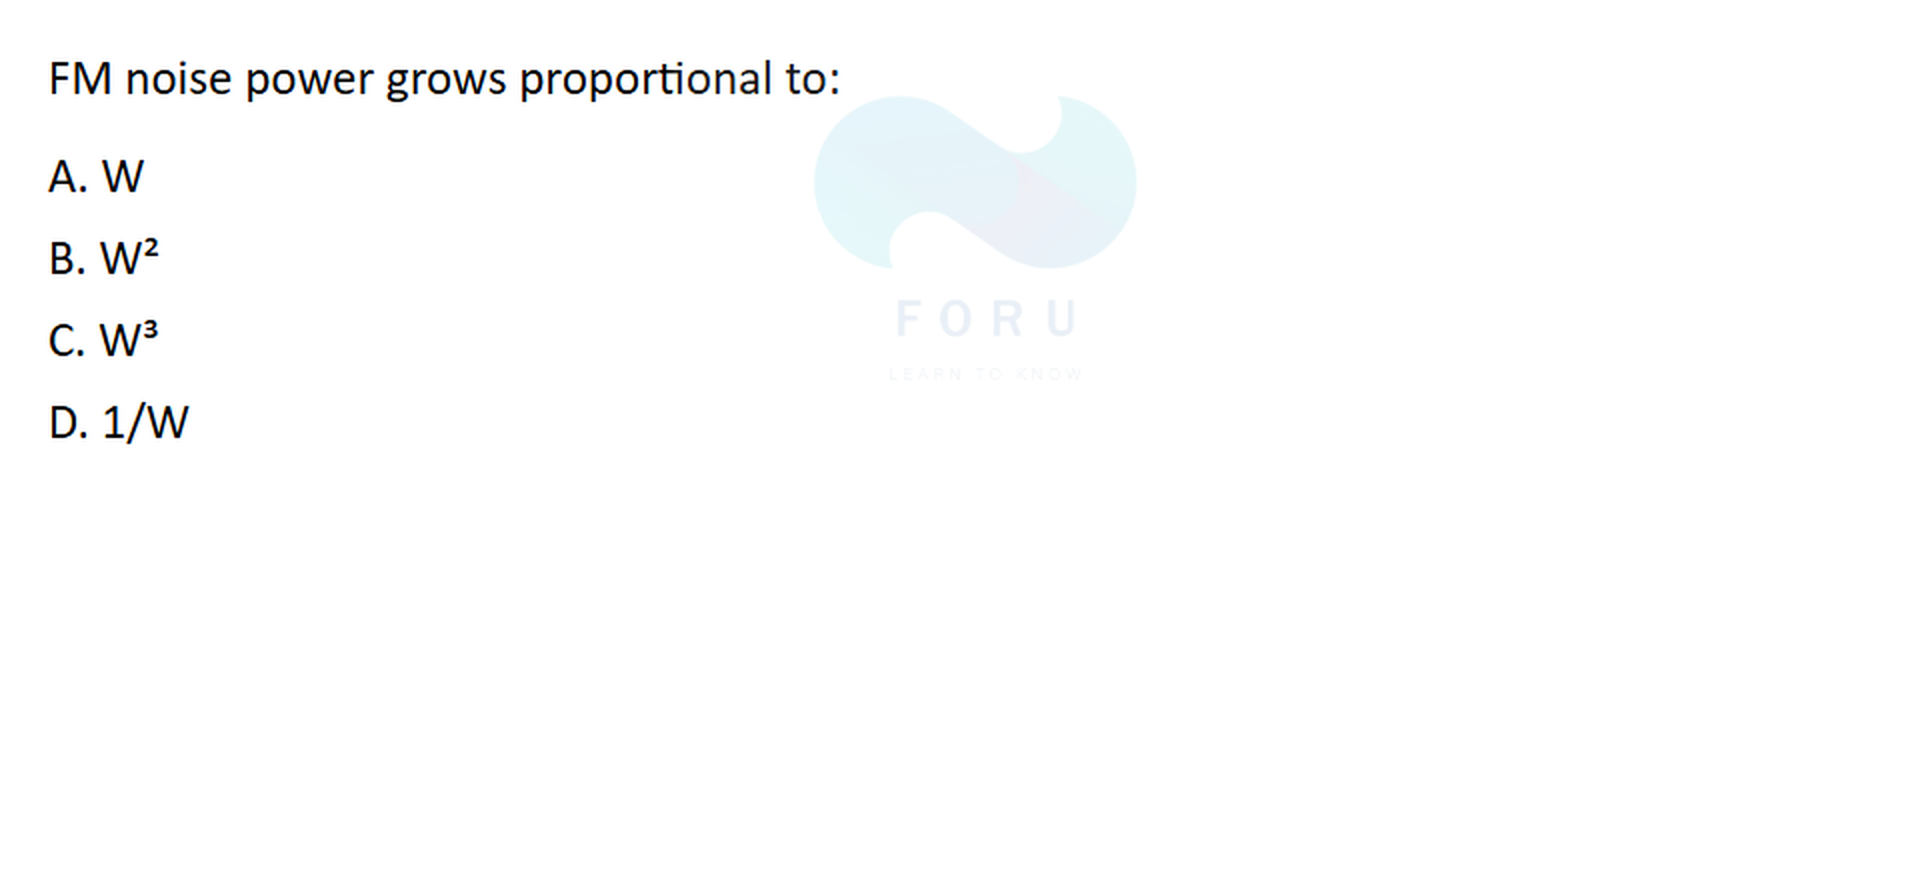 FM noise power grows proportional to:
A. W
B. W²
C. W³
D. 1/W
FORU
LEARN TO KNOW